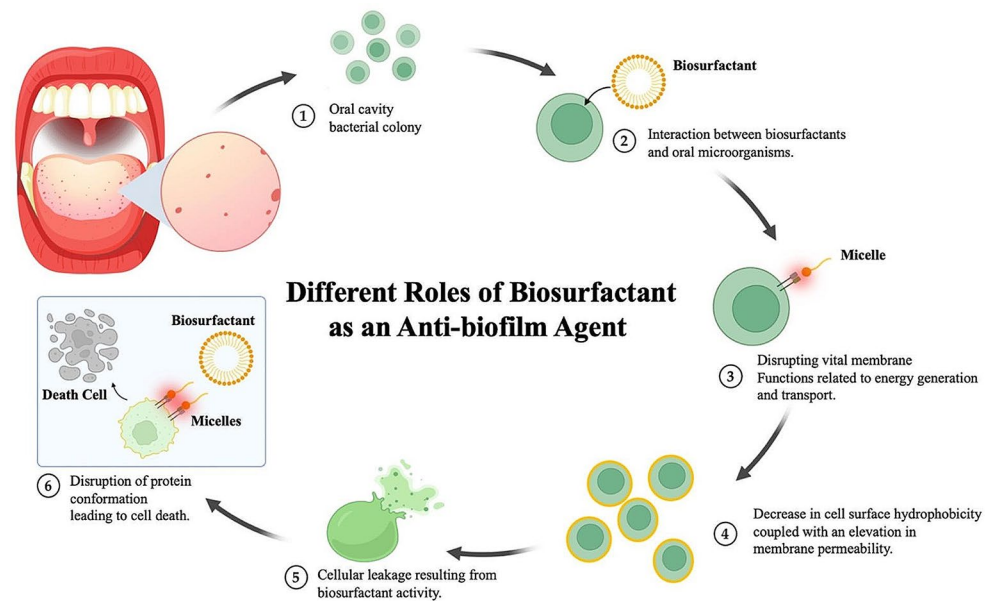 1
Oral cavity
bacterial colony
Biosurfactant
2
Interaction between biosurfactants
and oral microorganisms.
Micelle
3
Disrupting vital membrane
Functions related to energy generation
and transport.
Different Roles of Biosurfactant
as an Anti-biofilm Agent
4
Decrease in cell surface hydrophobicity
coupled with an elevation in
membrane permeability.
5
Cellular leakage resulting from
biosurfactant activity.
Biosurfactant
Death Cell
Micelles
6
Disruption of protein
conformation
leading to cell death.